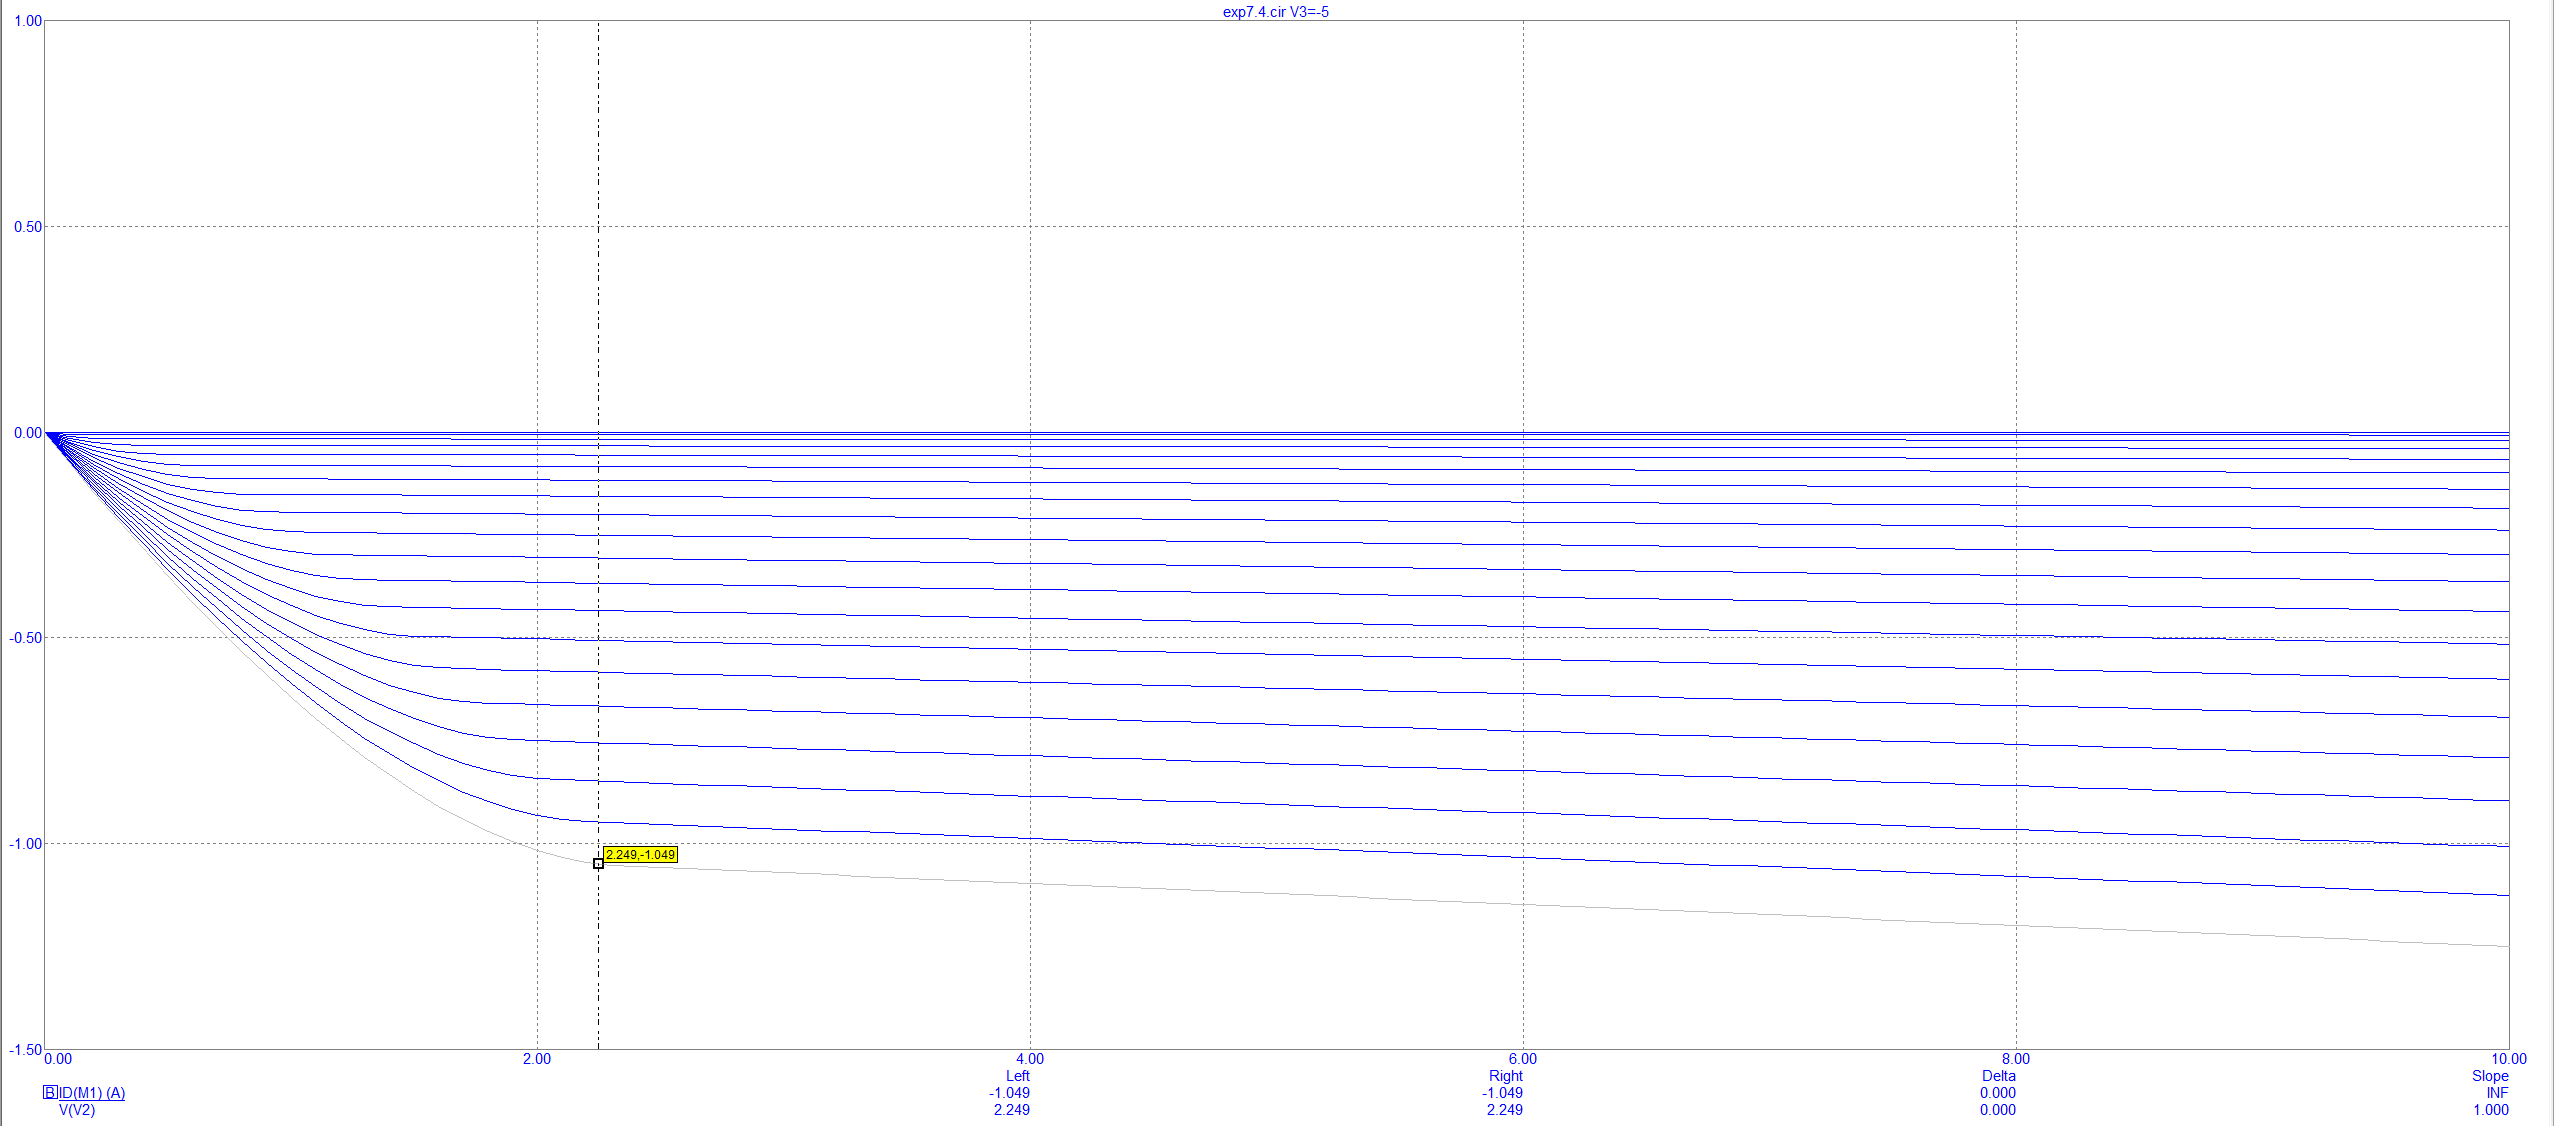 exp7.4.cir V3=-5
1.00
0.50
0.00
-0.50
-1.00
2.249,-1.049
-1.50
0.00 2.00 4.00 6.00 8.00 10.00
Left Right Delta Slope
B ID(M1) (A) -1.049 -1.049 0.000 INF
V(V2) 2.249 2.249 0.000 1.000